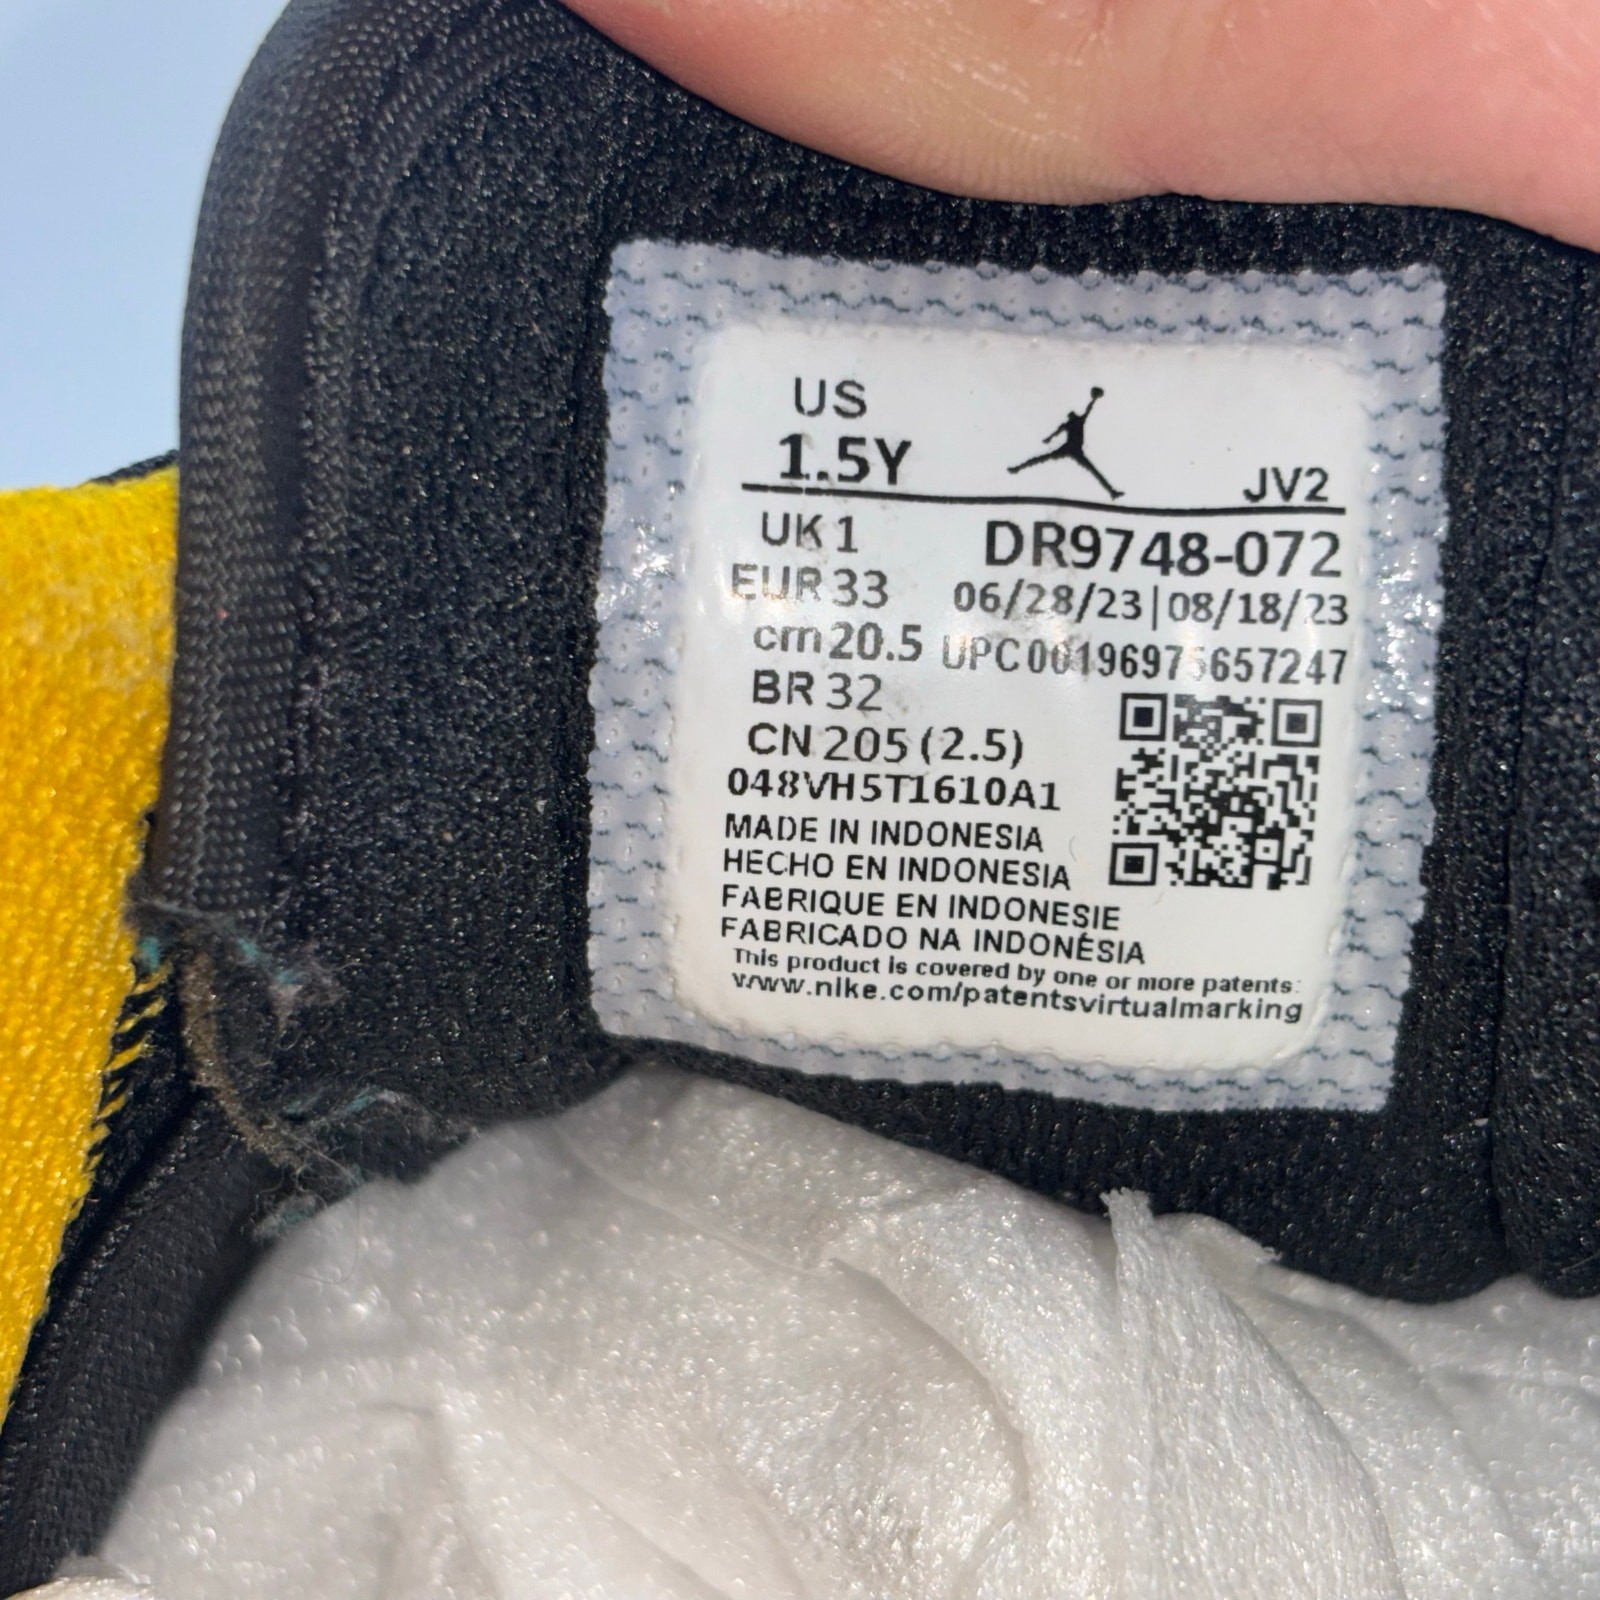 US
1.5Y
JV2
UK 1
DR9748-072
EUR 33
06/28/23|08/18/23
cm 20.5
UPC00196975657247
BR 32
CN 205 (2.5)
048VH5T1610A1
MADE IN INDONESIA
HECHO EN INDONESIA
FABRIQUE EN INDONESIE
FABRICADO NA INDONÉSIA
This product is covered by one or more patents:
www.nike.com/patentsvirtualmarking